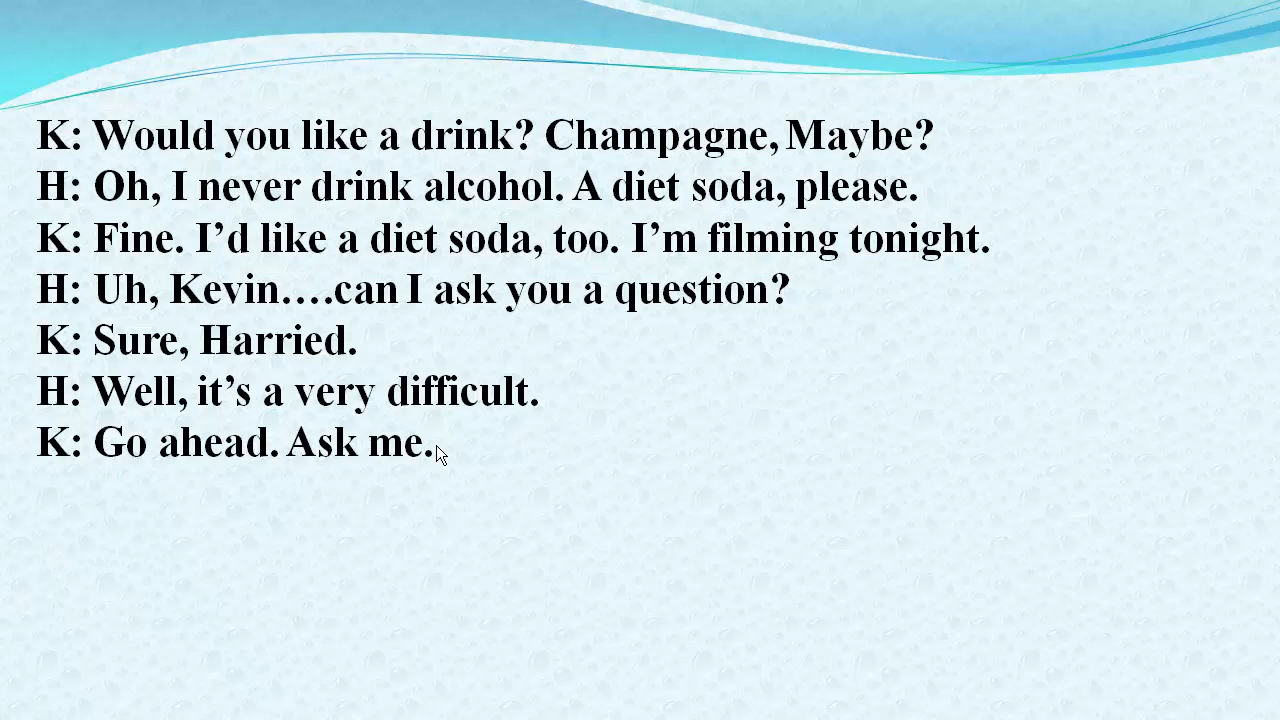 K: Would you like a drink? Champagne, Maybe?
H: Oh, I never drink alcohol. A diet soda, please.
K: Fine. I’d like a diet soda, too. I’m filming tonight.
H: Uh, Kevin….can I ask you a question?
K: Sure, Harried.
H: Well, it’s a very difficult.
K: Go ahead. Ask me.